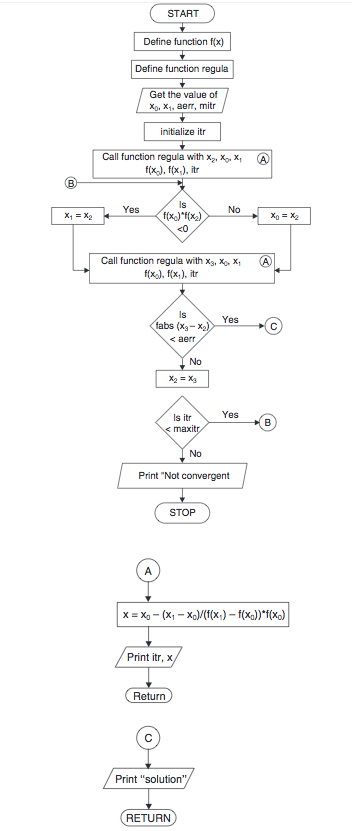 START
Define function f(x)
Define function regula
Get the value of
x₀, x₁, aerr, mitr
initialize itr
Call function regula with x₂, x₀, x₁
f(x₀), f(x₁), itr
A
B
Is
f(x₀)*f(x₂)
<0
Yes
No
x₁ = x₂
x₀ = x₂
Call function regula with x₃, x₀, x₁
f(x₀), f(x₁), itr
A
Is
fabs (x₃ – x₂)
< aerr
Yes
C
No
x₂ = x₃
Is itr
< maxitr
Yes
B
No
Print "Not convergent
STOP
A
x = x₀ – (x₁ – x₀)/(f(x₁) – f(x₀))*f(x₀)
Print itr, x
Return
C
Print "solution"
RETURN